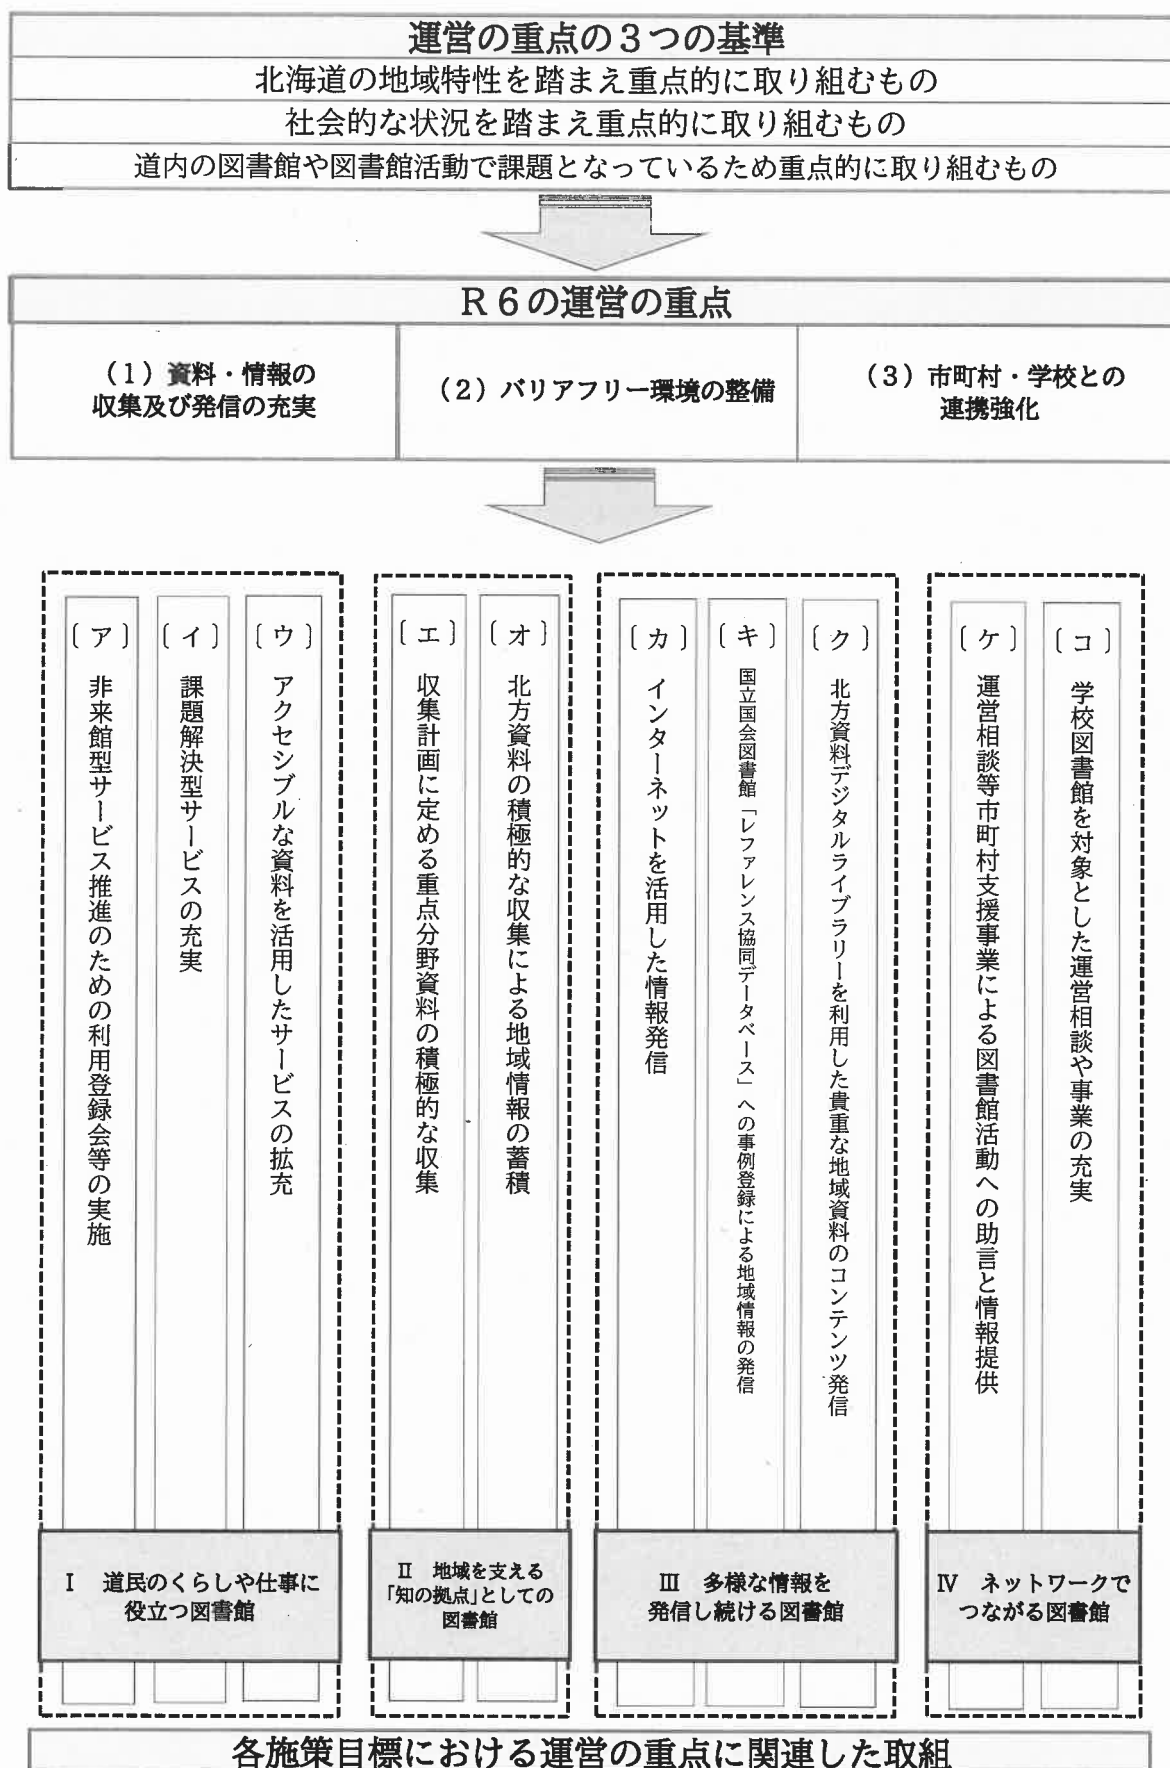 運営の重点の3つの基準
北海道の地域特性を踏まえ重点的に取り組むもの
社会的な状況を踏まえ重点的に取り組むもの
道内の図書館や図書館活動で課題となっているため重点的に取り組むもの
R6の運営の重点
(1)資料・情報の
収集及び発信の充実
(2)バリアフリー環境の整備
(3)市町村・学校との
連携強化
〔ア〕非来館型サービス推進のための利用登録会等の実施
〔イ〕課題解決型サービスの充実
〔ウ〕アクセシブルな資料を活用したサービスの拡充
〔エ〕収集計画に定める重点分野資料の積極的な収集
〔オ〕北方資料の積極的な収集による地域情報の蓄積
〔カ〕インターネットを活用した情報発信
〔キ〕国立国会図書館「レファレンス協同データベース」への事例登録による地域情報の発信
〔ク〕北方資料デジタルライブラリーを利用した貴重な地域資料のコンテンツ発信
〔ケ〕運営相談等市町村支援事業による図書館活動への助言と情報提供
〔コ〕学校図書館を対象とした運営相談や事業の充実
Ⅰ 道民のくらしや仕事に
役立つ図書館
Ⅱ 地域を支える
「知の拠点」としての
図書館
Ⅲ 多様な情報を
発信し続ける図書館
Ⅳ ネットワークで
つながる図書館
各施策目標における運営の重点に関連した取組